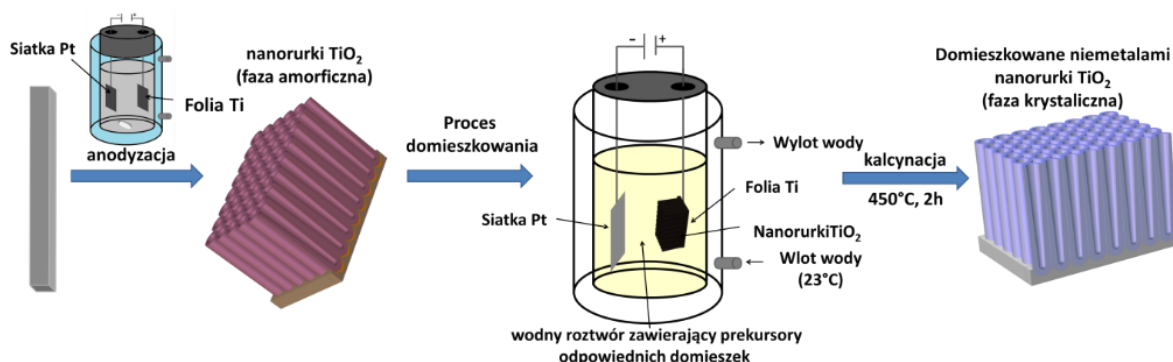 Siatka Pt
Folia Ti
anodyzacja
nanorurki TiO₂
(faza amorficzna)
Proces
domieszkowania
- +
Siatka Pt
Wylot wody
Folia Ti
NanorurkiTiO₂
Wlot wody
(23°C)
wodny roztwór zawierający prekursory
odpowiednich domieszek
kalcynacja
450°C, 2h
Domieszkowane niemetalami
nanorurki TiO₂
(faza krystaliczna)